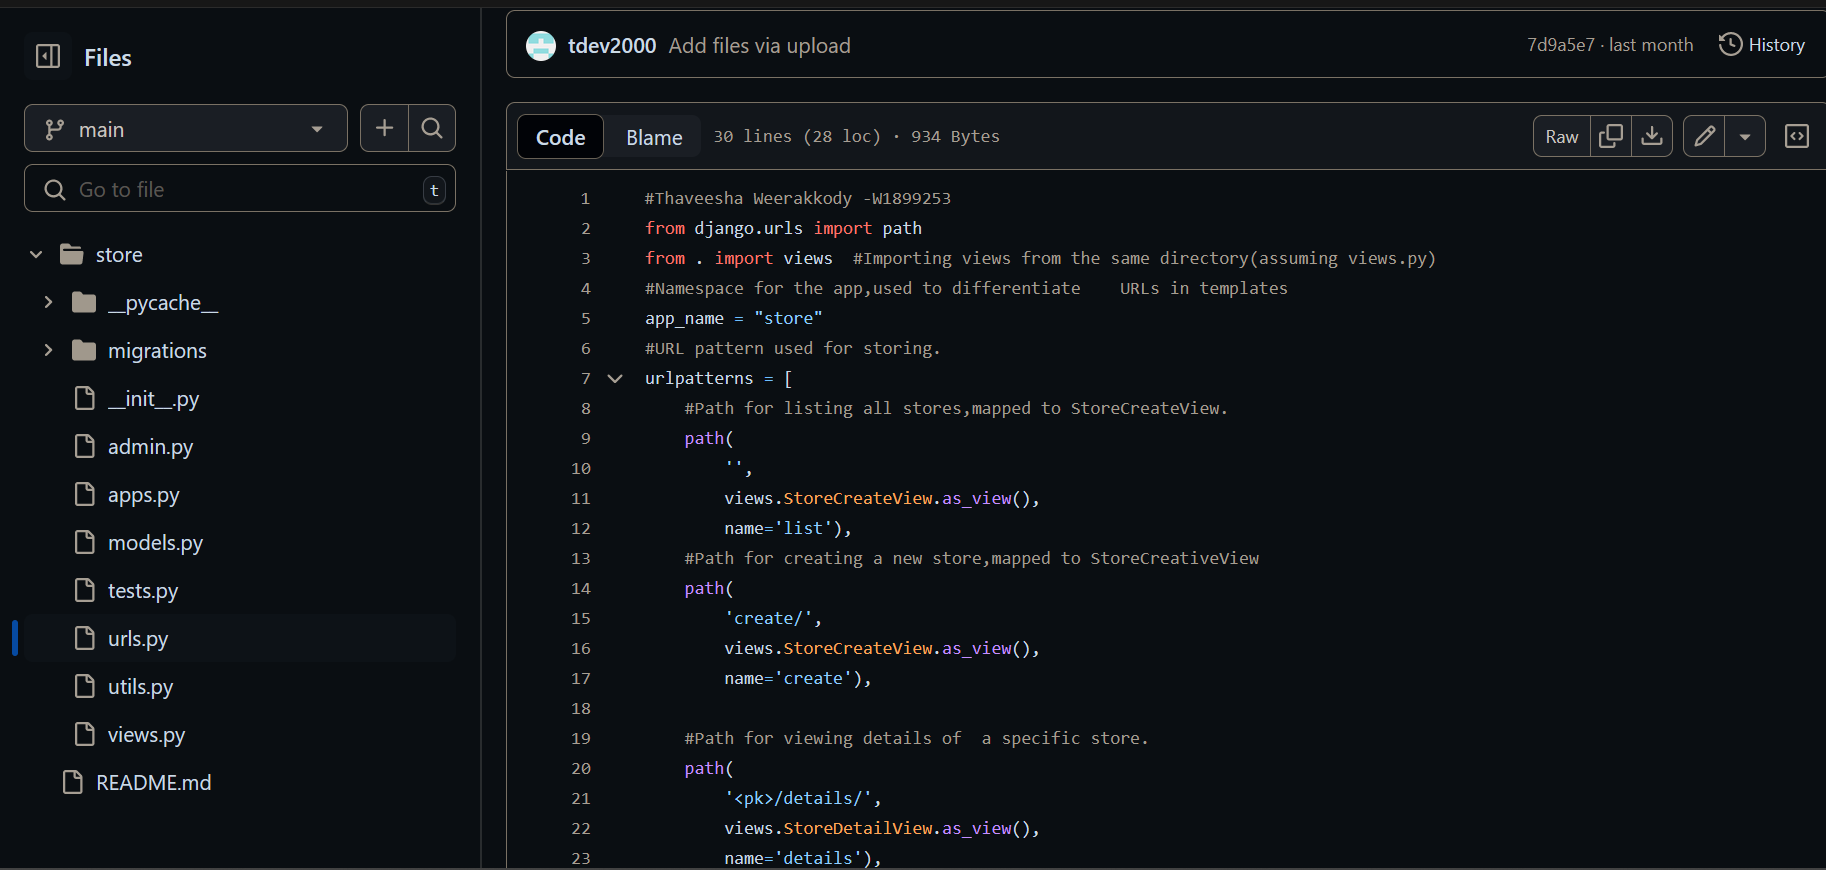 Files
main
Go to file
t
store
__pycache__
migrations
__init__.py
admin.py
apps.py
models.py
tests.py
urls.py
utils.py
views.py
README.md
tdev2000 Add files via upload
7d9a5e7 · last month
History
Code Blame 30 lines (28 loc) · 934 Bytes
Raw
1 #Thaveesha Weerakkody -W1899253
2 from django.urls import path
3 from . import views  #Importing views from the same directory(assuming views.py)
4 #Namespace for the app,used to differentiate    URLs in templates
5 app_name = "store"
6 #URL pattern used for storing.
7 urlpatterns = [
8     #Path for listing all stores,mapped to StoreCreateView.
9     path(
10         '',
11         views.StoreCreateView.as_view(),
12         name='list'),
13     #Path for creating a new store,mapped to StoreCreativeView
14     path(
15         'create/',
16         views.StoreCreateView.as_view(),
17         name='create'),
18
19     #Path for viewing details of  a specific store.
20     path(
21         '<pk>/details/',
22         views.StoreDetailView.as_view(),
23         name='details'),